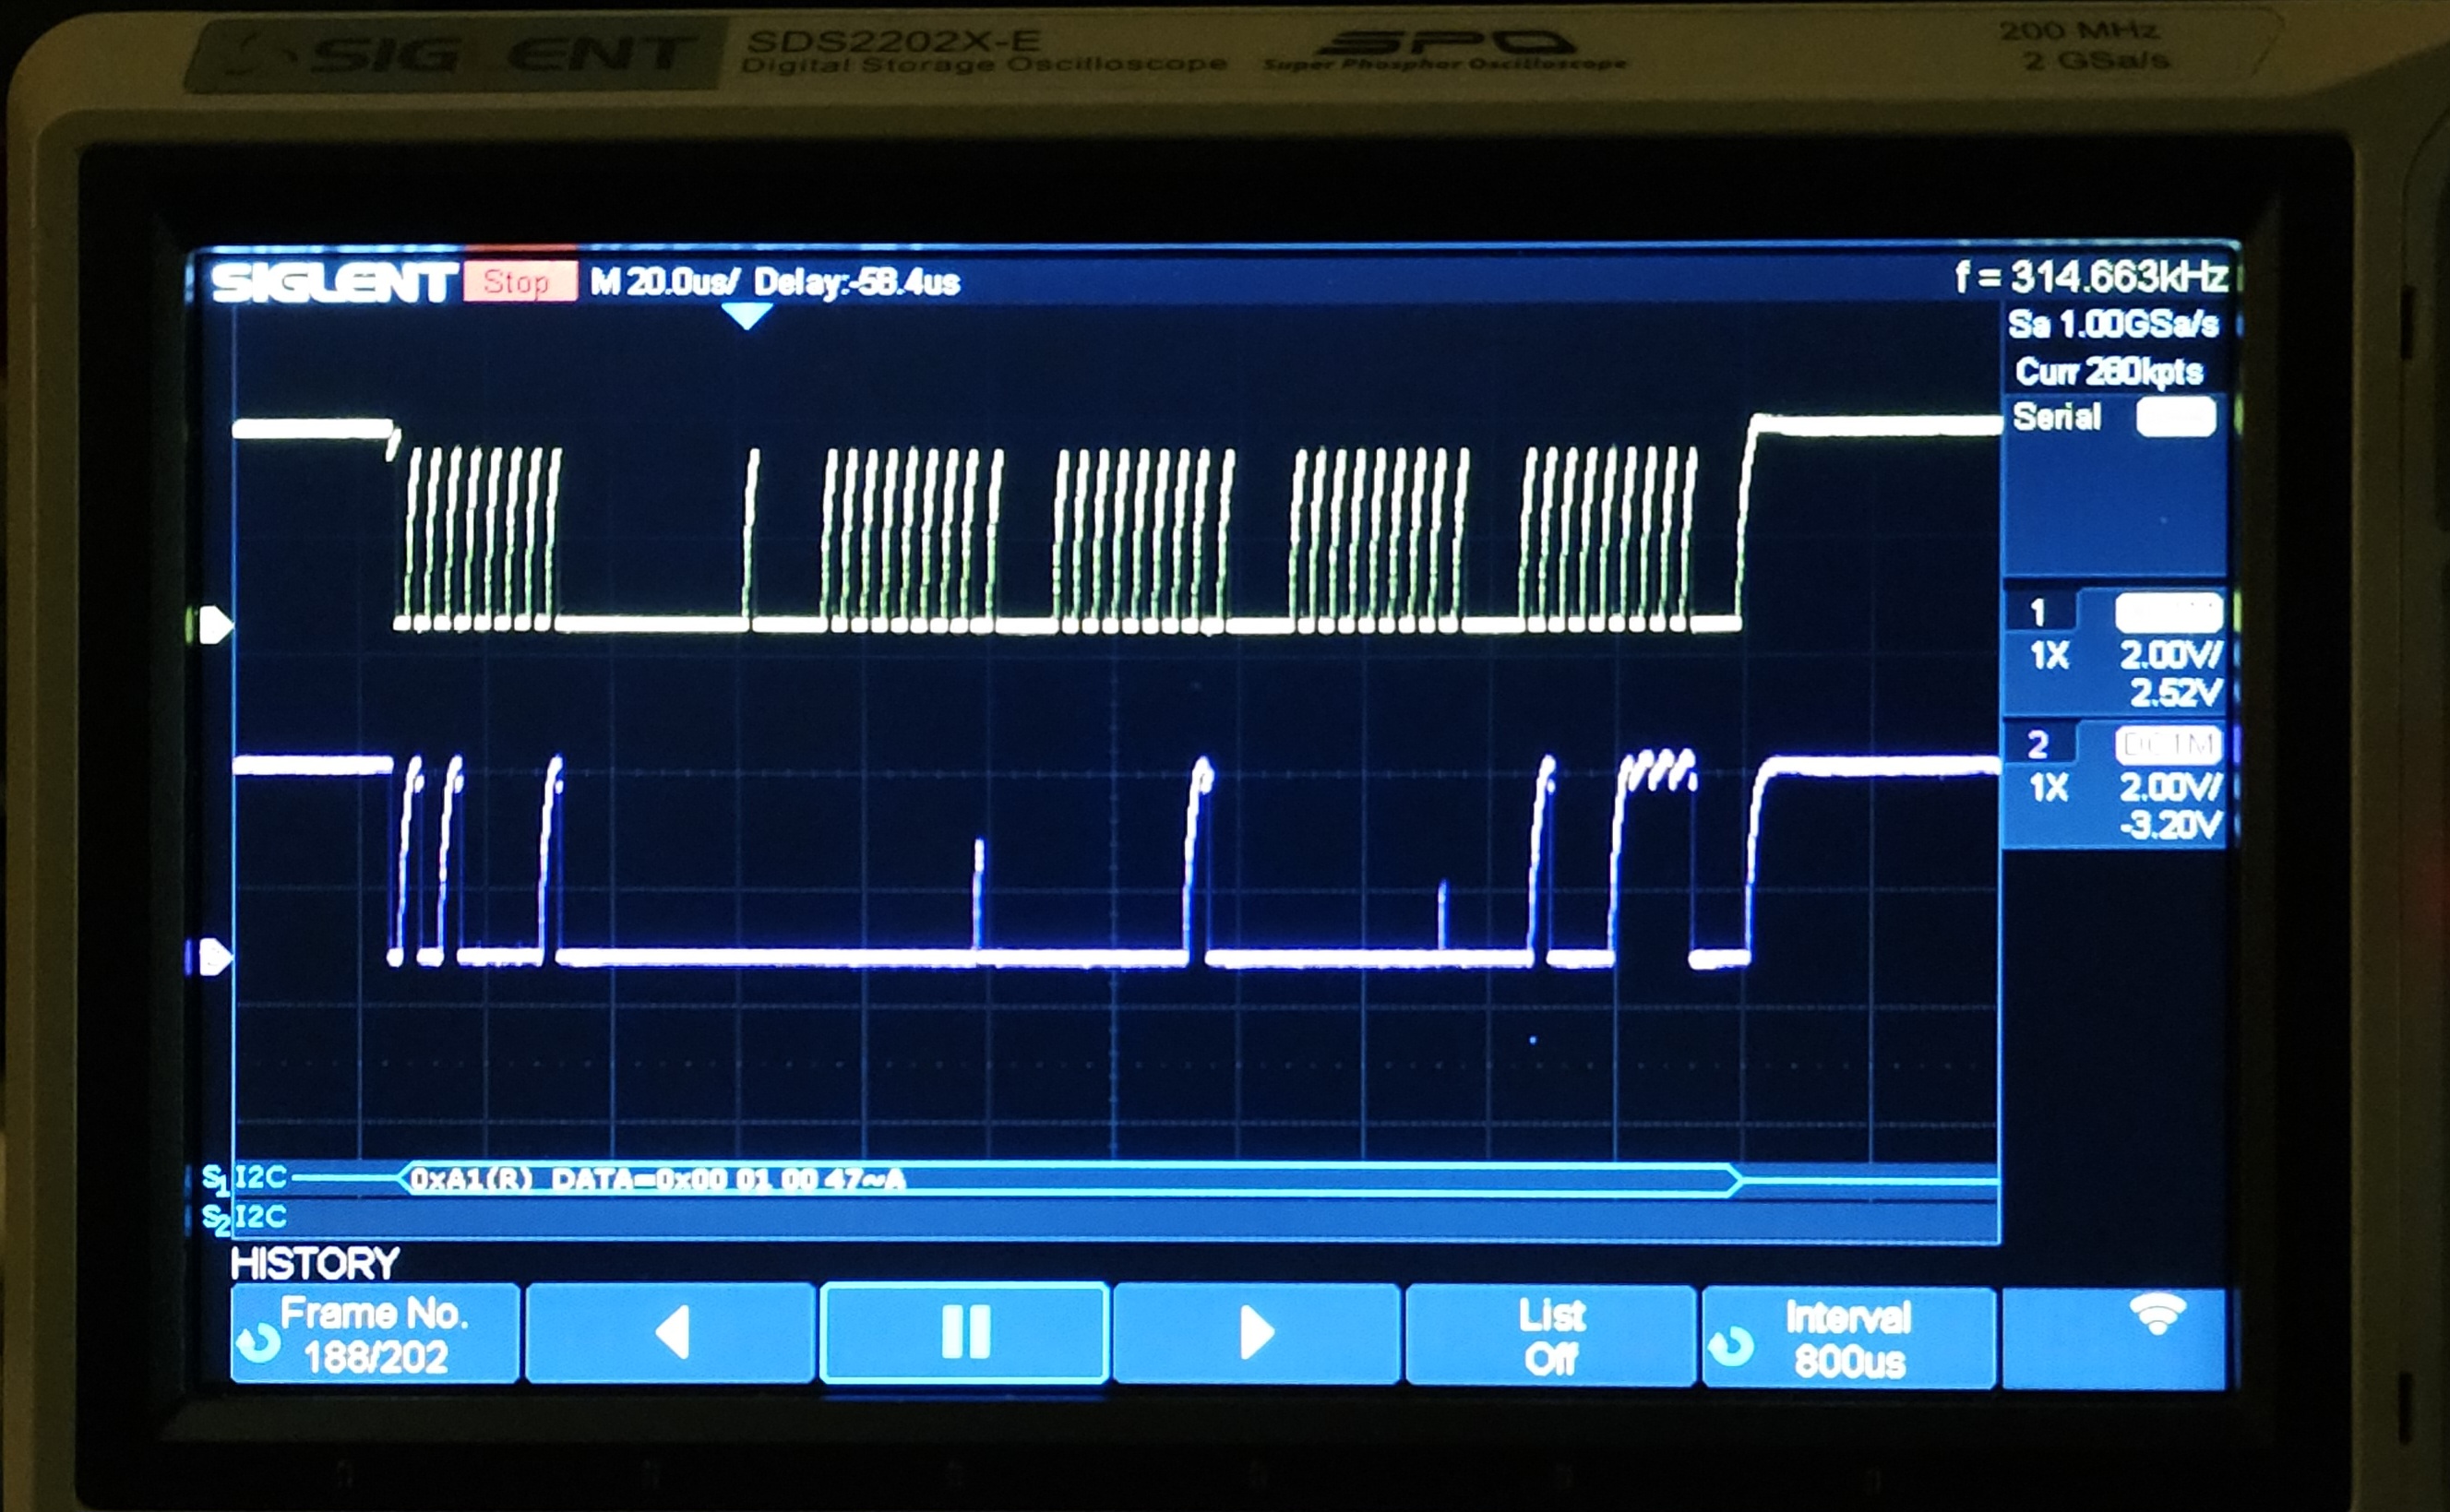 SIGLENT SDS2202X-E SPO 200 MHz
Digital Storage Oscilloscope Super Phosphor Oscilloscope 2 GSa/s
SIGLENT Stop M 20.0us/ Delay:-58.4us f = 314.663kHz
Sa 1.00GSa/s
Curr 280kpts
Serial
1
1X 2.00V/
2.52V
2 DC1M
1X 2.00V/
-3.20V
S1 I2C 0xA1(R) DATA=0x00 01 00 47~A
S2 I2C
HISTORY
Frame No.
188/202
List
Off
Interval
800us